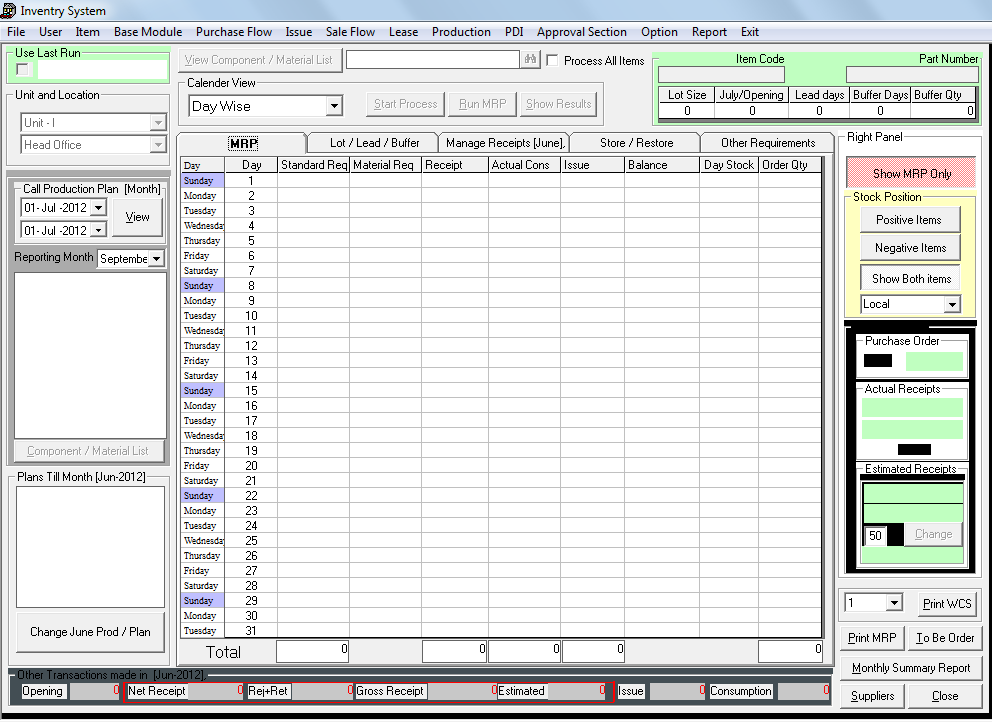 Inventry System
File User Item Base Module Purchase Flow Issue Sale Flow Lease Production PDI Approval Section Option Report Exit
Use Last Run
View Component / Material List
Process All Items
Item Code Part Number
Unit and Location
Calender View
Lot Size July/Opening Lead days Buffer Days Buffer Qty
0 0 0 0 0
Unit - I
Day Wise
Start Process Run MRP Show Results
Head Office
MRP Lot / Lead / Buffer Manage Receipts [June], Store / Restore Other Requirements
Right Panel
Day Day Standard Req Material Req Receipt Actual Cons Issue Balance Day Stock Order Qty
Sunday 1
Monday 2
Tuesday 3
Wednesday 4
Thursday 5
Friday 6
Saturday 7
Sunday 8
Monday 9
Tuesday 10
Wednesday 11
Thursday 12
Friday 13
Saturday 14
Sunday 15
Monday 16
Tuesday 17
Wednesday 18
Thursday 19
Friday 20
Saturday 21
Sunday 22
Monday 23
Tuesday 24
Wednesday 25
Thursday 26
Friday 27
Saturday 28
Sunday 29
Monday 30
Tuesday 31
Total 0 0 0 0 0
Call Production Plan [Month]
01- Jul -2012
View
01- Jul -2012
Reporting Month Septembe
Component / Material List
Plans Till Month [Jun-2012]
Change June Prod / Plan
Show MRP Only
Stock Position
Positive Items
Negative Items
Show Both items
Local
Purchase Order
Actual Receipts
Estimated Receipts
50 Change
1 Print WCS
Print MRP To Be Order
Monthly Summary Report
Suppliers Close
Other Transactions made in [Jun-2012],
Opening 0 Net Receipt 0 Rej+Ret 0 Gross Receipt 0 Estimated 0 Issue 0 Consumption 0